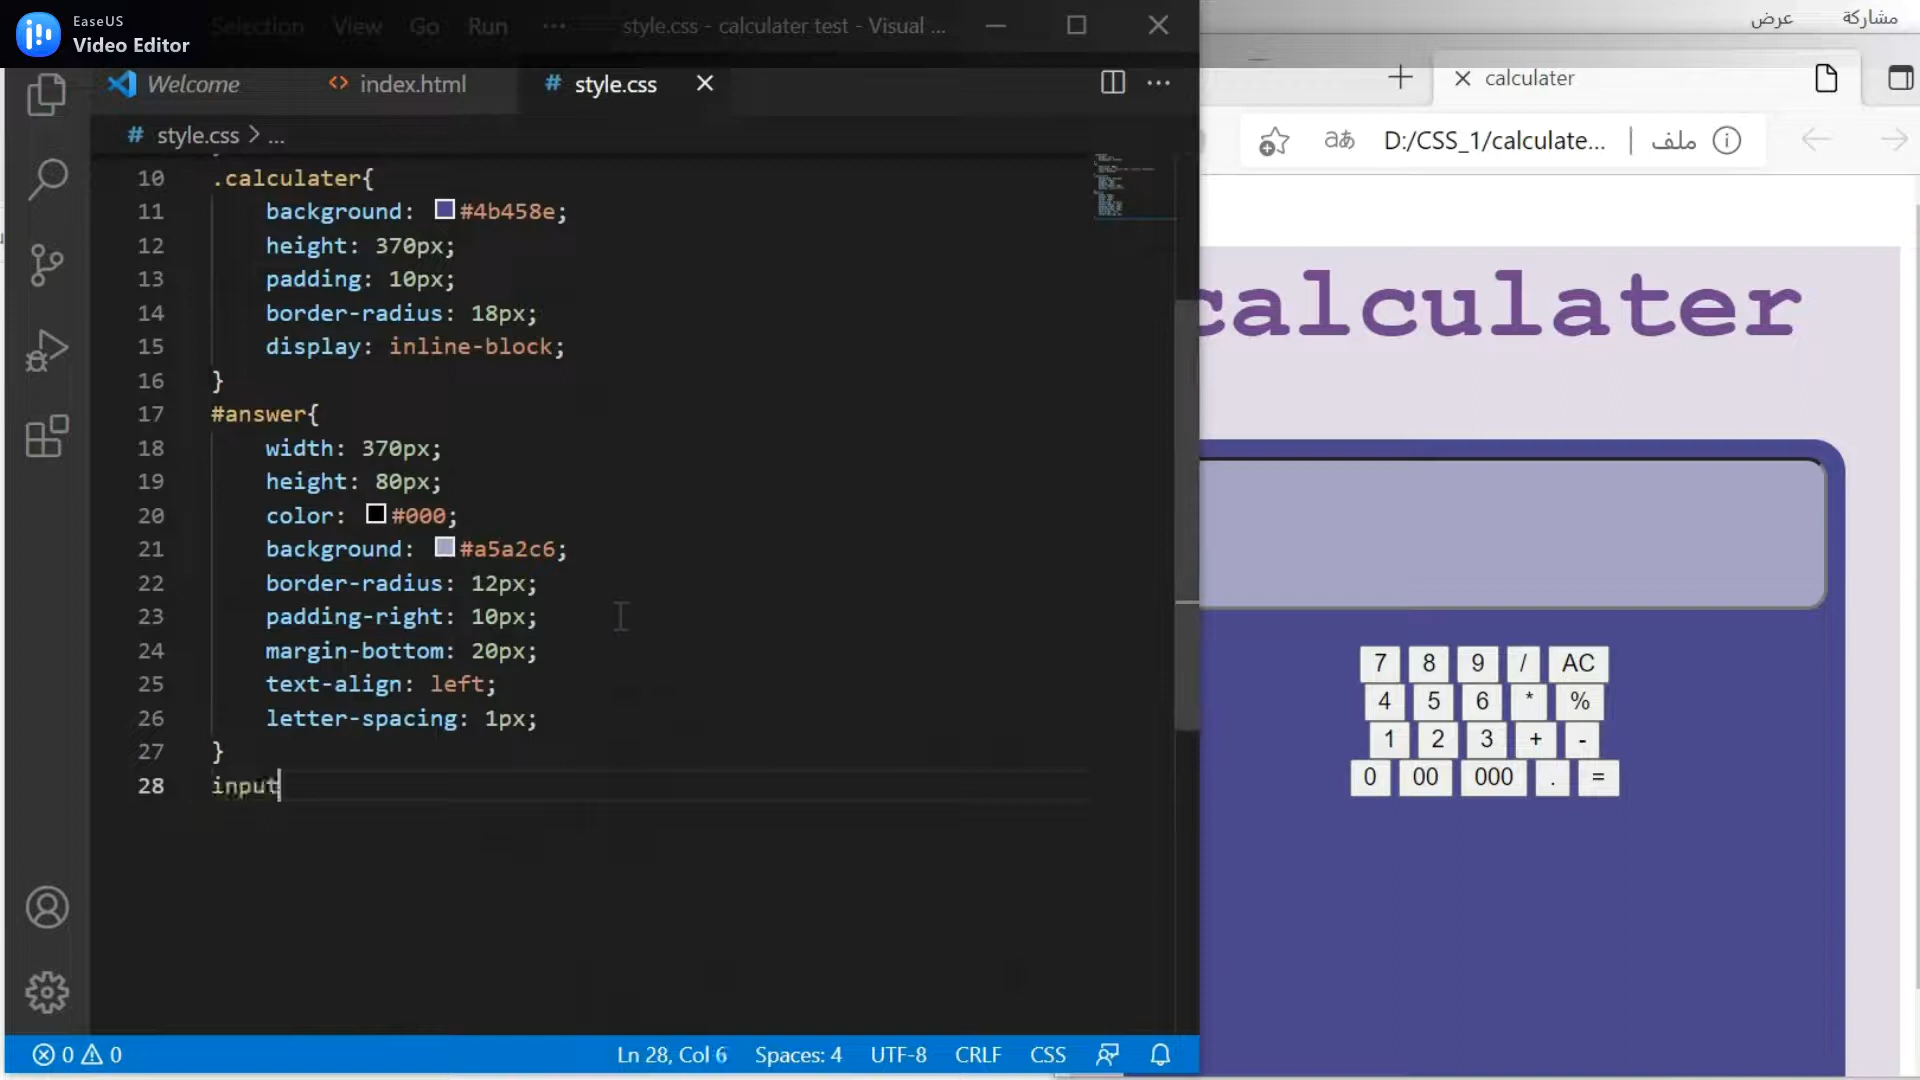 EaseUS
Video Editor
Selection View Go Run ··· style.css - calculater test - Visual ...
Welcome
<> index.html
# style.css
# style.css > ...
10 .calculater{
11 background: #4b458e;
12 height: 370px;
13 padding: 10px;
14 border-radius: 18px;
15 display: inline-block;
16 }
17 #answer{
18 width: 370px;
19 height: 80px;
20 color: #000;
21 background: #a5a2c6;
22 border-radius: 12px;
23 padding-right: 10px;
24 margin-bottom: 20px;
25 text-align: left;
26 letter-spacing: 1px;
27 }
28 input
0 0
Ln 28, Col 6 Spaces: 4 UTF-8 CRLF CSS
مشاركة
عرض
calculater
aあ D:/CSS_1/calculate... | ملف
calculater
7 8 9 / AC
4 5 6 * %
1 2 3 + -
0 00 000 . =